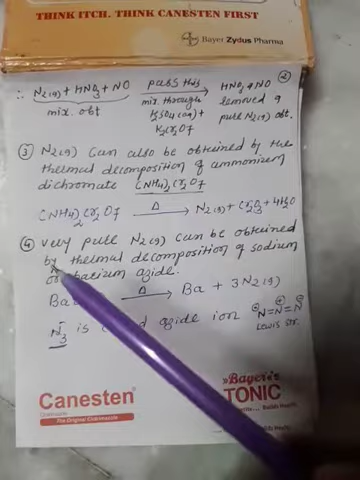 THINK ITCH. THINK CANESTEN FIRST
Bayer Zydus Pharma
②
∴ N2(g) + HNO3 + NO pass this HNO3 & NO
mix. obt mix. through removed &
K2SO4(aq) + pure N2(g) obt.
K2Cr2O7
③ N2(g) can also be obtained by the
thermal decomposition of ammonium
dichromate (NH4)2Cr2O7
(NH4)2Cr2O7 Δ→ N2(g) + Cr2O3 + 4H2O
④ Very pure N2(g) can be obtained
by thermal decomposition of sodium
or barium azide.
Ba Δ→ Ba + 3N2(g)
N3⁻ is azide ion ⊖N=N⊕=N⊖
Lewis str.
Canesten
Clotrimazole
The Original Clotrimazole
»Bayer's
TONIC